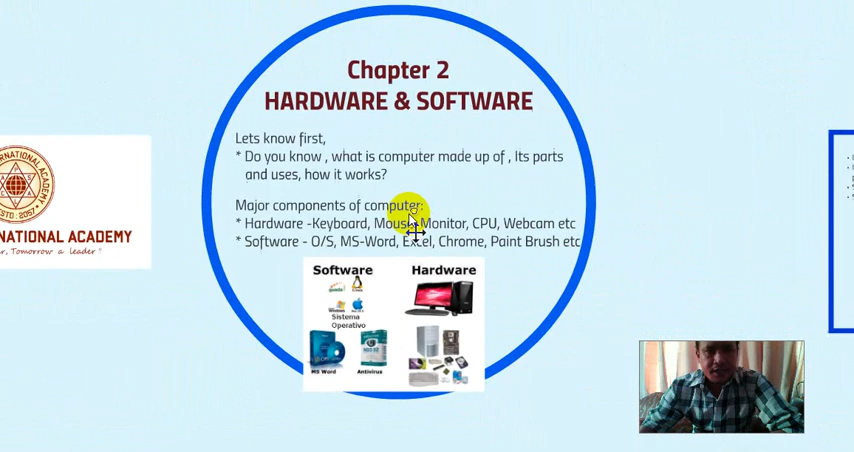 Chapter 2
HARDWARE & SOFTWARE
Lets know first,
* Do you know , what is computer made up of , Its parts
and uses, how it works?
Major components of computer:
* Hardware -Keyboard, Mouse, Monitor, CPU, Webcam etc
* Software - O/S, MS-Word, Excel, Chrome, Paint Brush etc
Software Hardware
Sistema
Operativo
MS Word Antivirus
ERNATIONAL ACADEMY
ESTD : 2057
NATIONAL ACADEMY
r, Tomorrow a leader !